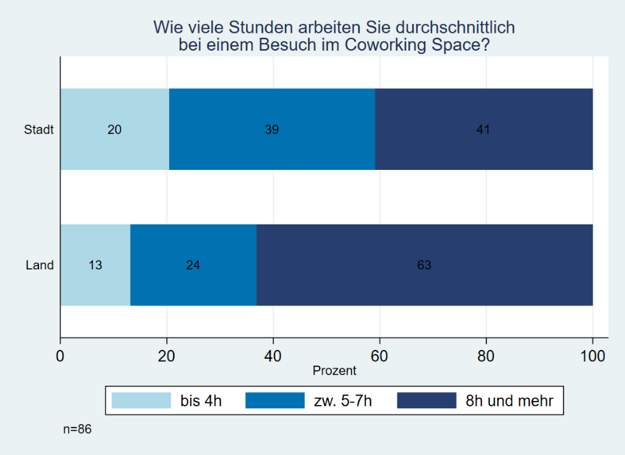 Wie viele Stunden arbeiten Sie durchschnittlich
bei einem Besuch im Coworking Space?
Stadt
20
39
41
Land
13
24
63
0 20 40 60 80 100
Prozent
bis 4h zw. 5-7h 8h und mehr
n=86